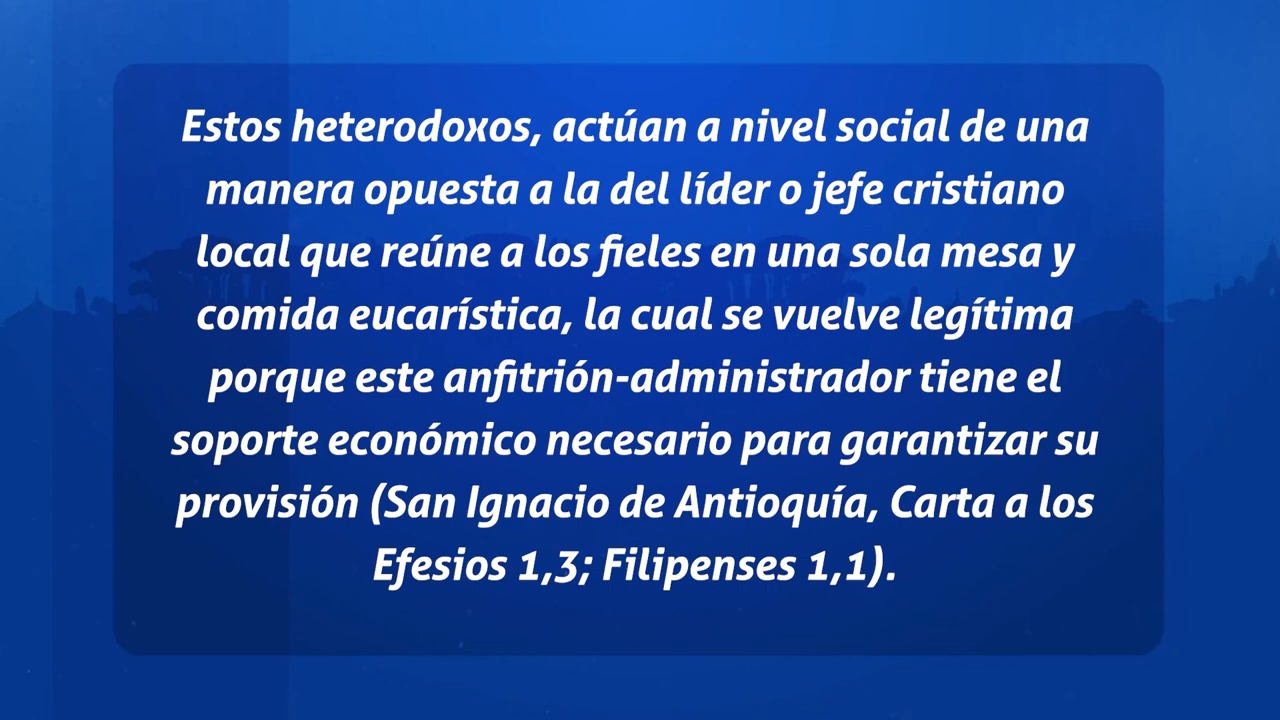 Estos heterodoxos, actúan a nivel social de una
manera opuesta a la del líder o jefe cristiano
local que reúne a los fieles en una sola mesa y
comida eucarística, la cual se vuelve legítima
porque este anfitrión-administrador tiene el
soporte económico necesario para garantizar su
provisión (San Ignacio de Antioquía, Carta a los
Efesios 1,3; Filipenses 1,1).